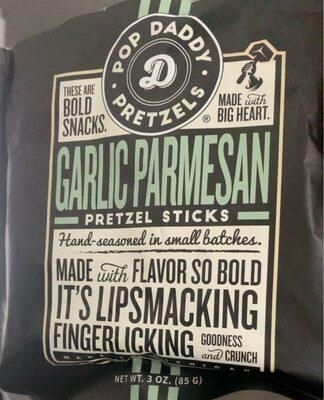 POP DADDY
D
PRETZELS
®
THESE ARE
BOLD
SNACKS.
MADE with
BIG HEART.
GARLIC PARMESAN
PRETZEL STICKS
Hand-seasoned in small batches.
MADE with FLAVOR SO BOLD
IT'S LIPSMACKING
FINGERLICKING GOODNESS
and CRUNCH
NET WT. 3 OZ. (85 G)